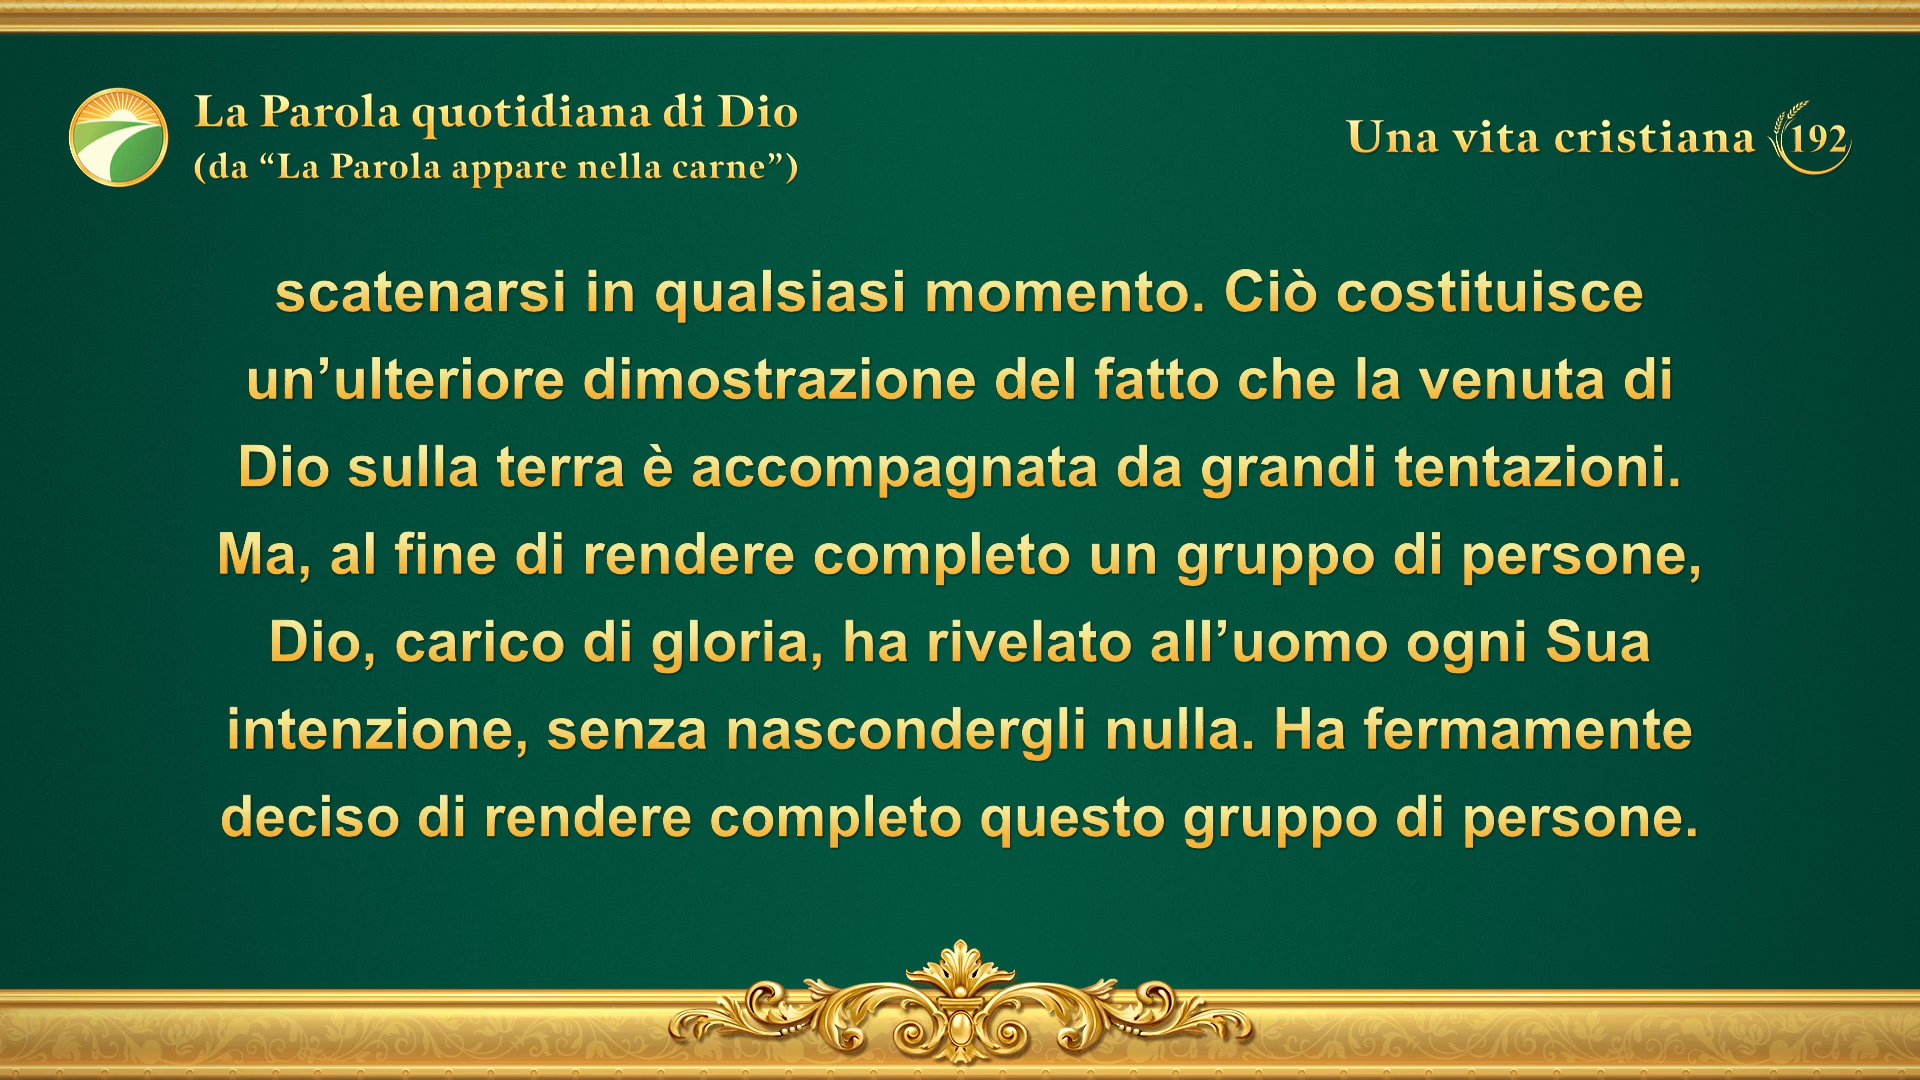 La Parola quotidiana di Dio
(da “La Parola appare nella carne”)
Una vita cristiana 192
scatenarsi in qualsiasi momento. Ciò costituisce
un’ulteriore dimostrazione del fatto che la venuta di
Dio sulla terra è accompagnata da grandi tentazioni.
Ma, al fine di rendere completo un gruppo di persone,
Dio, carico di gloria, ha rivelato all’uomo ogni Sua
intenzione, senza nascondergli nulla. Ha fermamente
deciso di rendere completo questo gruppo di persone.